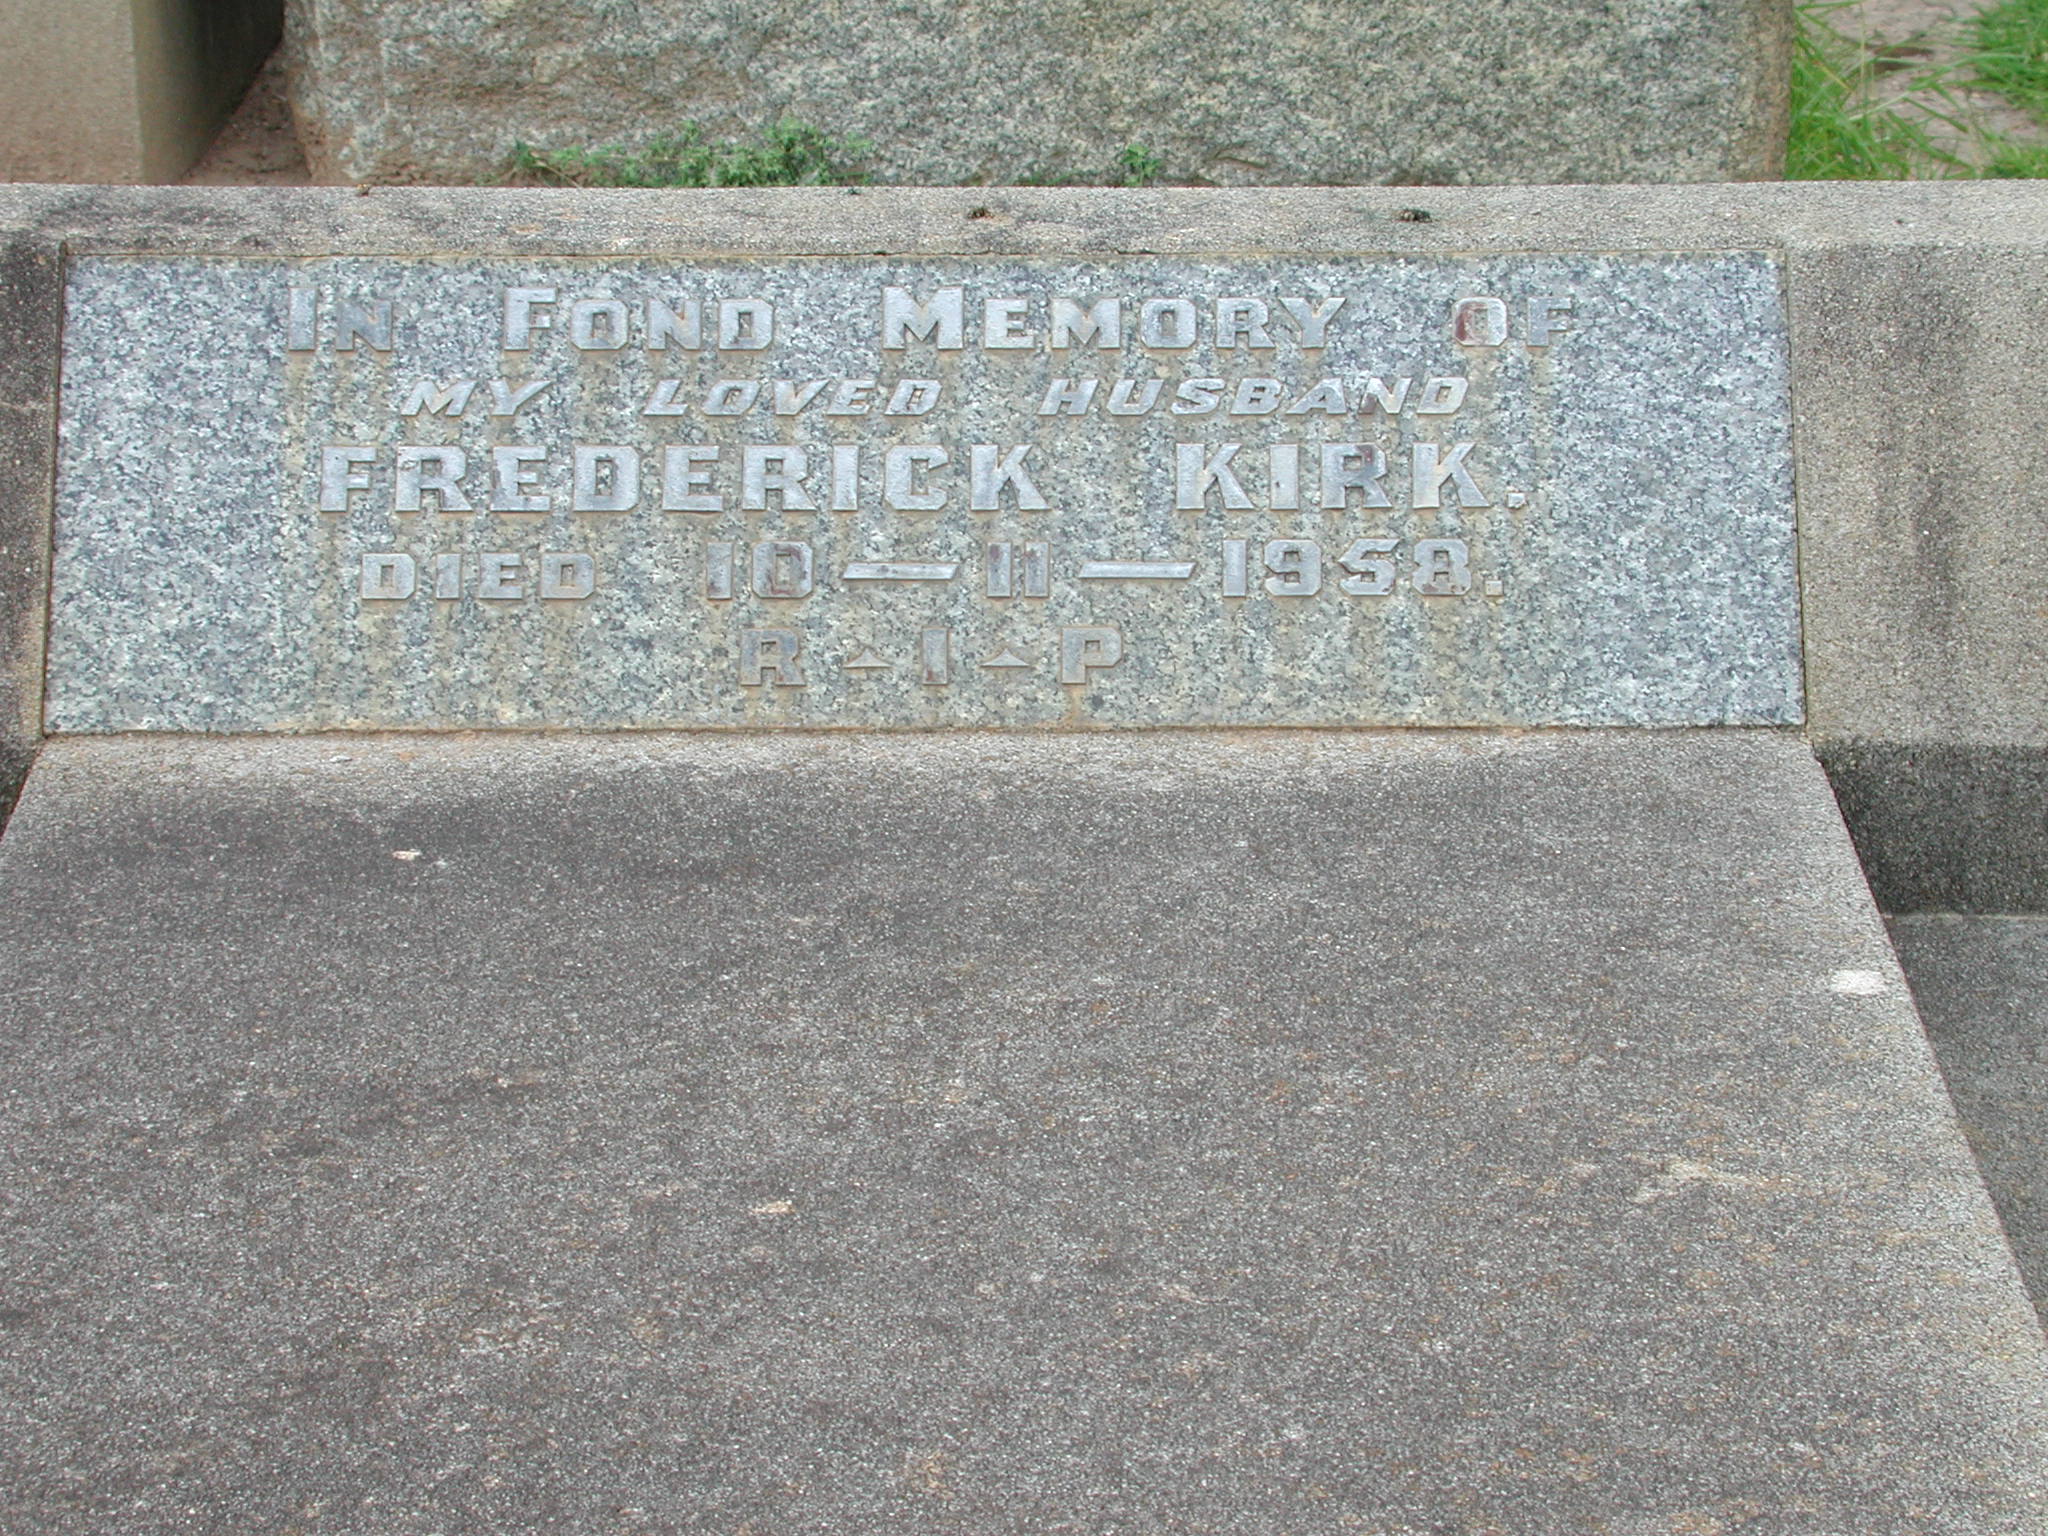 In Fond Memory of
MY LOVED HUSBAND
FREDERICK KIRK.
DIED 10—11—1958.
R-I-P